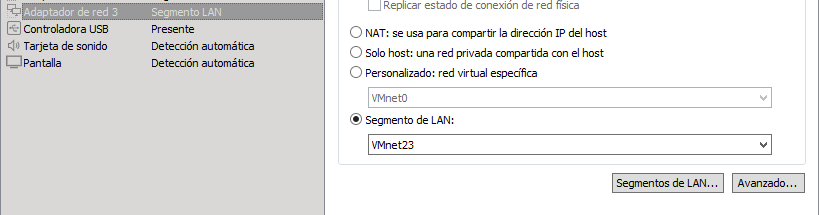 Replicar estado de conexión de red física
Adaptador de red 3 Segmento LAN
Controladora USB Presente
NAT: se usa para compartir la dirección IP del host
Tarjeta de sonido Detección automática
Solo host: una red privada compartida con el host
Pantalla Detección automática
Personalizado: red virtual específica
VMnet0
Segmento de LAN:
VMnet23
Segmentos de LAN... Avanzado...